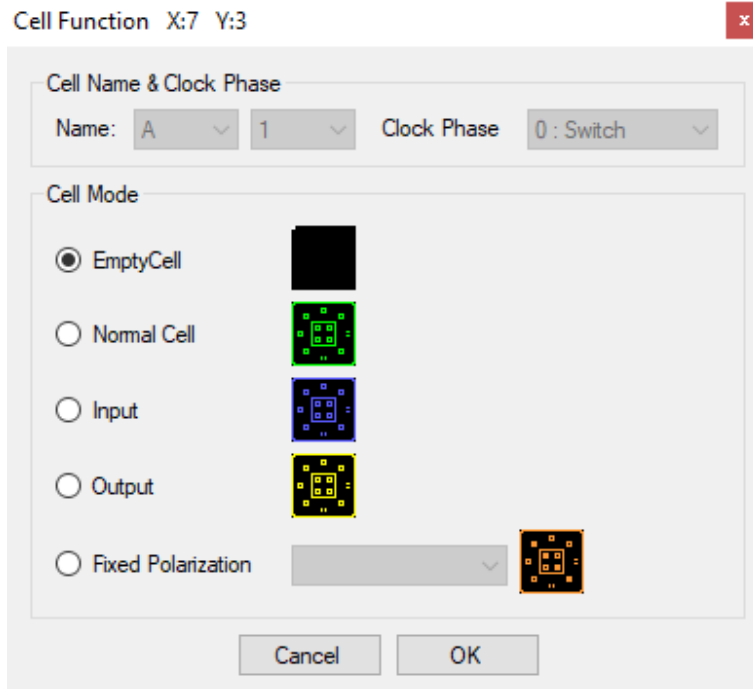 Cell Function X:7 Y:3
x
Cell Name & Clock Phase
Name: A 1 Clock Phase 0 : Switch
Cell Mode
EmptyCell
Normal Cell
Input
Output
Fixed Polarization
Cancel OK